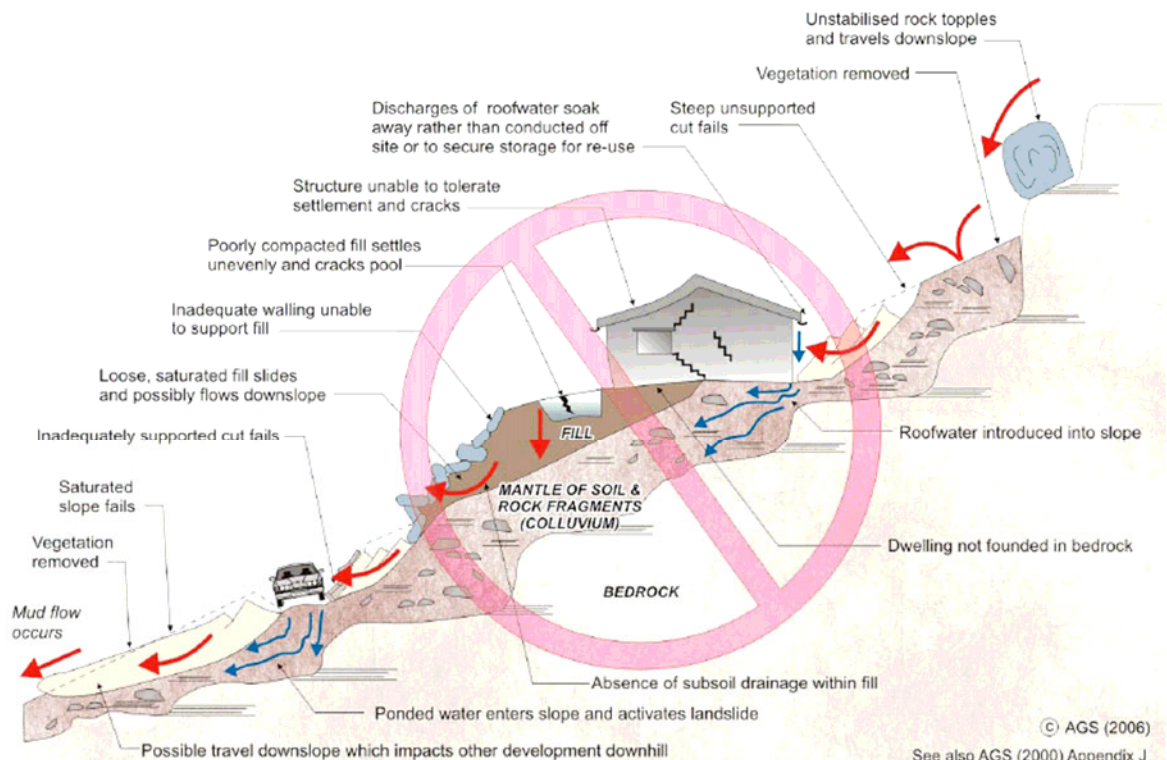 Unstabilised rock topples
and travels downslope
Vegetation removed
Discharges of roofwater soak
away rather than conducted off
site or to secure storage for re-use
Steep unsupported
cut fails
Structure unable to tolerate
settlement and cracks
Poorly compacted fill settles
unevenly and cracks pool
Inadequate walling unable
to support fill
Loose, saturated fill slides
and possibly flows downslope
Inadequately supported cut fails
Roofwater introduced into slope
FILL
Saturated
slope fails
MANTLE OF SOIL &
ROCK FRAGMENTS
(COLLUVIUM)
Vegetation
removed
Dwelling not founded in bedrock
BEDROCK
Mud flow
occurs
Absence of subsoil drainage within fill
Ponded water enters slope and activates landslide
Possible travel downslope which impacts other development downhill
© AGS (2006)
See also AGS (2000) Appendix J